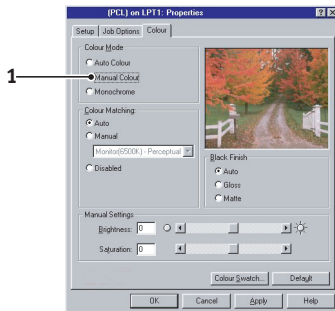 (PCL) on LPT1: Properties
Setup Job Options Colour
Colour Mode
Auto Colour
1
Manual Colour
Monochrome
Colour Matching:
Auto
Manual
Monitor(6500K) - Perceptual
Disabled
Black Finish
Auto
Gloss
Matte
Manual Settings
Brightness: 0
Saturation: 0
Colour Swatch... Default
OK Cancel Apply Help